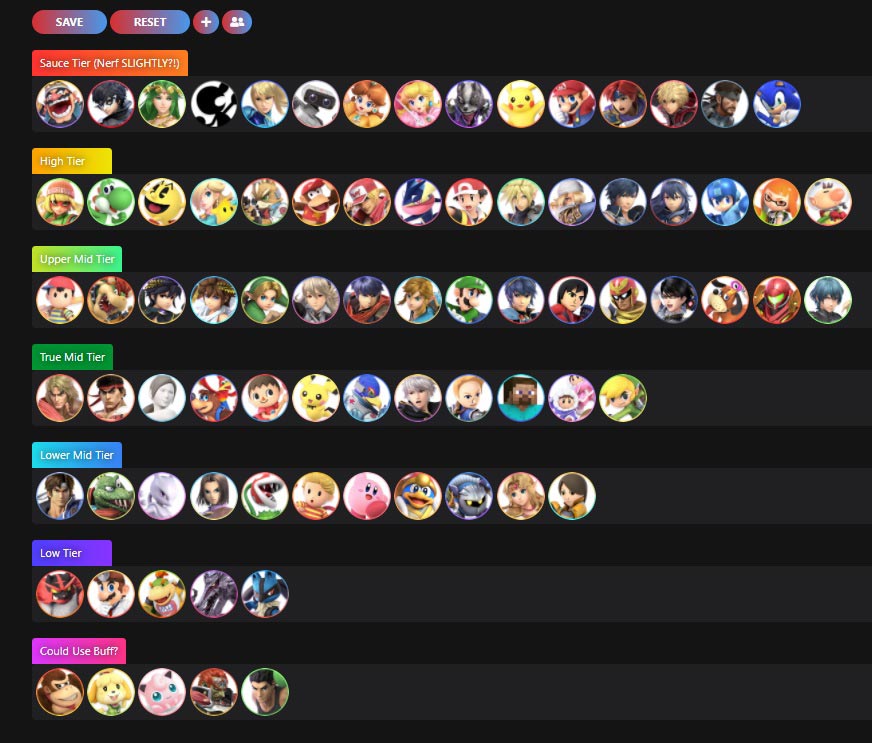 SAVE RESET +
Sauce Tier (Nerf SLIGHTLY?!)
High Tier
Upper Mid Tier
True Mid Tier
Lower Mid Tier
Low Tier
Could Use Buff?